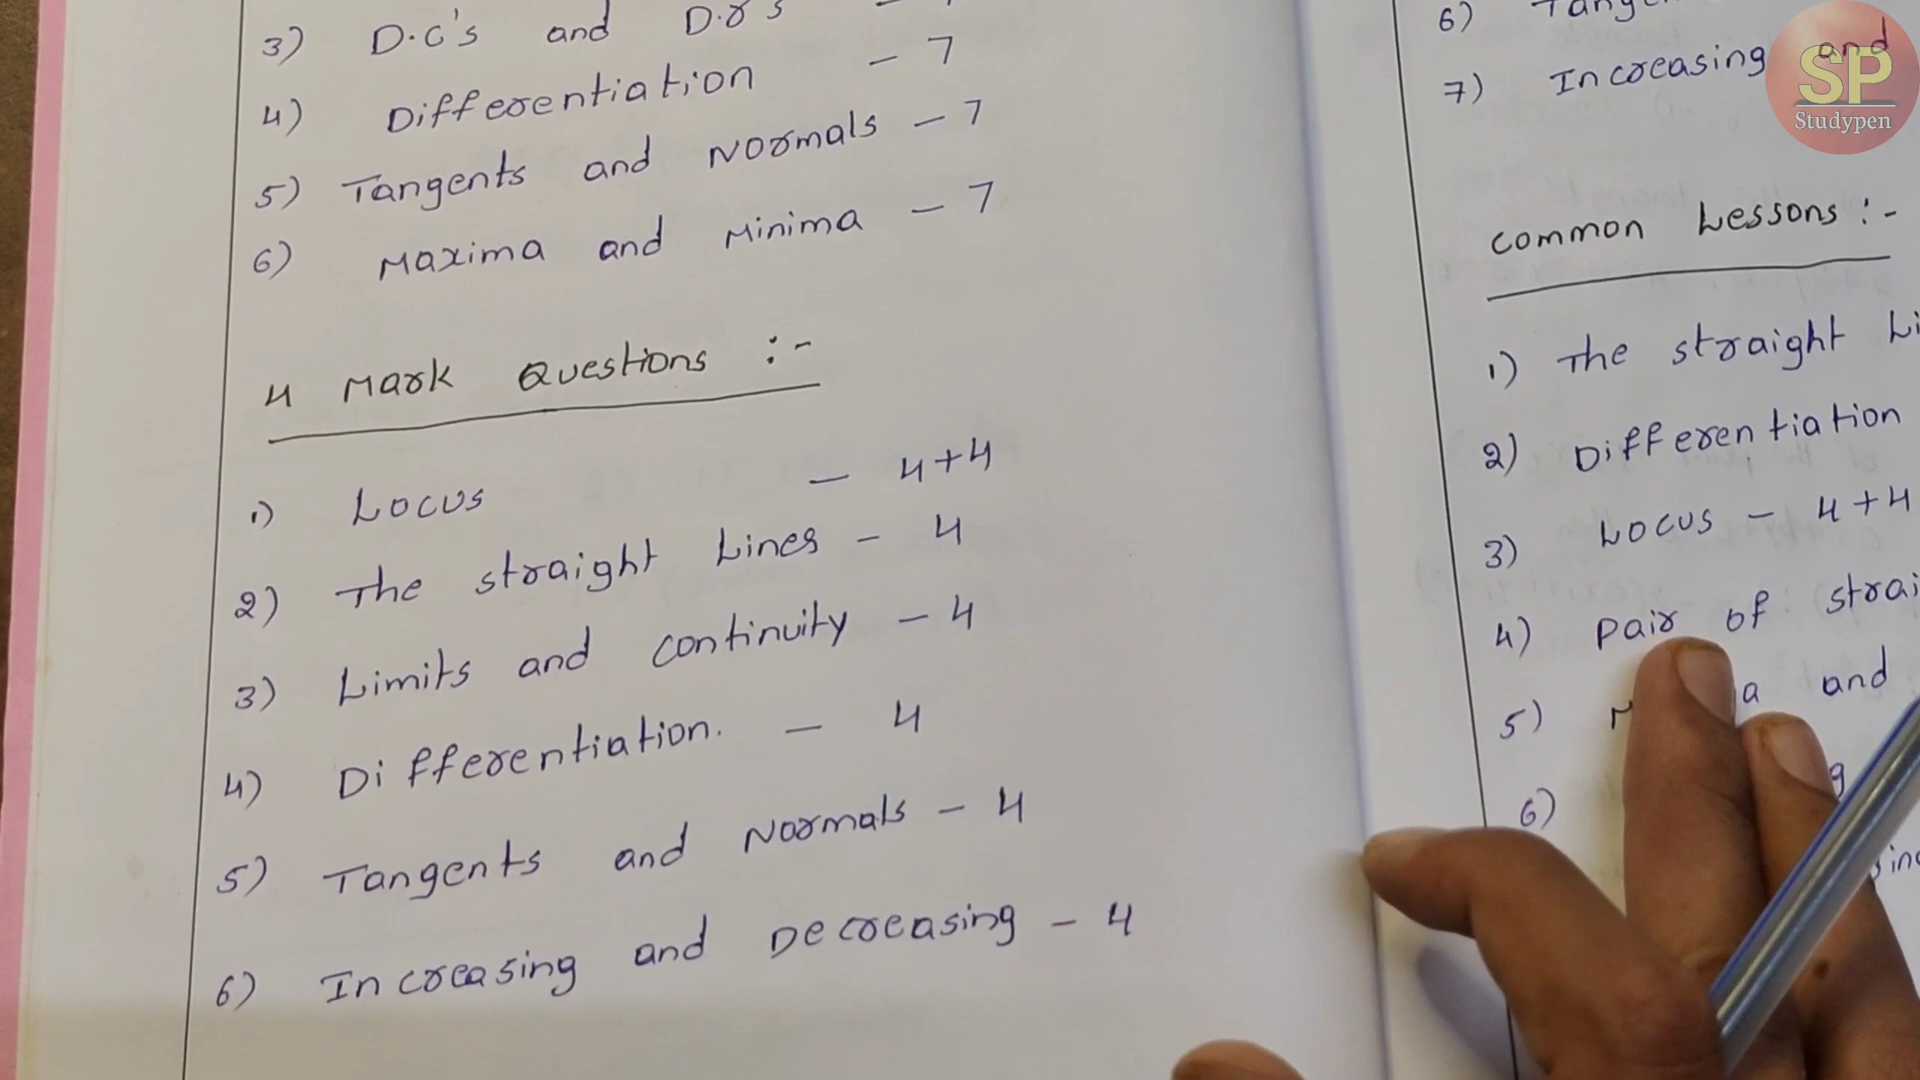 3) D.C's and D.r's -
4) Differentiation - 7
5) Tangents and Normals - 7
6) Maxima and Minima - 7
4 Mark Questions :-
1) Locus - 4+4
2) The straight Lines - 4
3) Limits and continuity - 4
4) Differentiation. - 4
5) Tangents and Normals - 4
6) Increasing and Decreasing - 4
6)
7) Increasing and
Common Lessons :-
1) The straight Li
2) Differentiation
3) Locus - 4+4
4) Pair of strai
5) and
6)
SP
Studypen